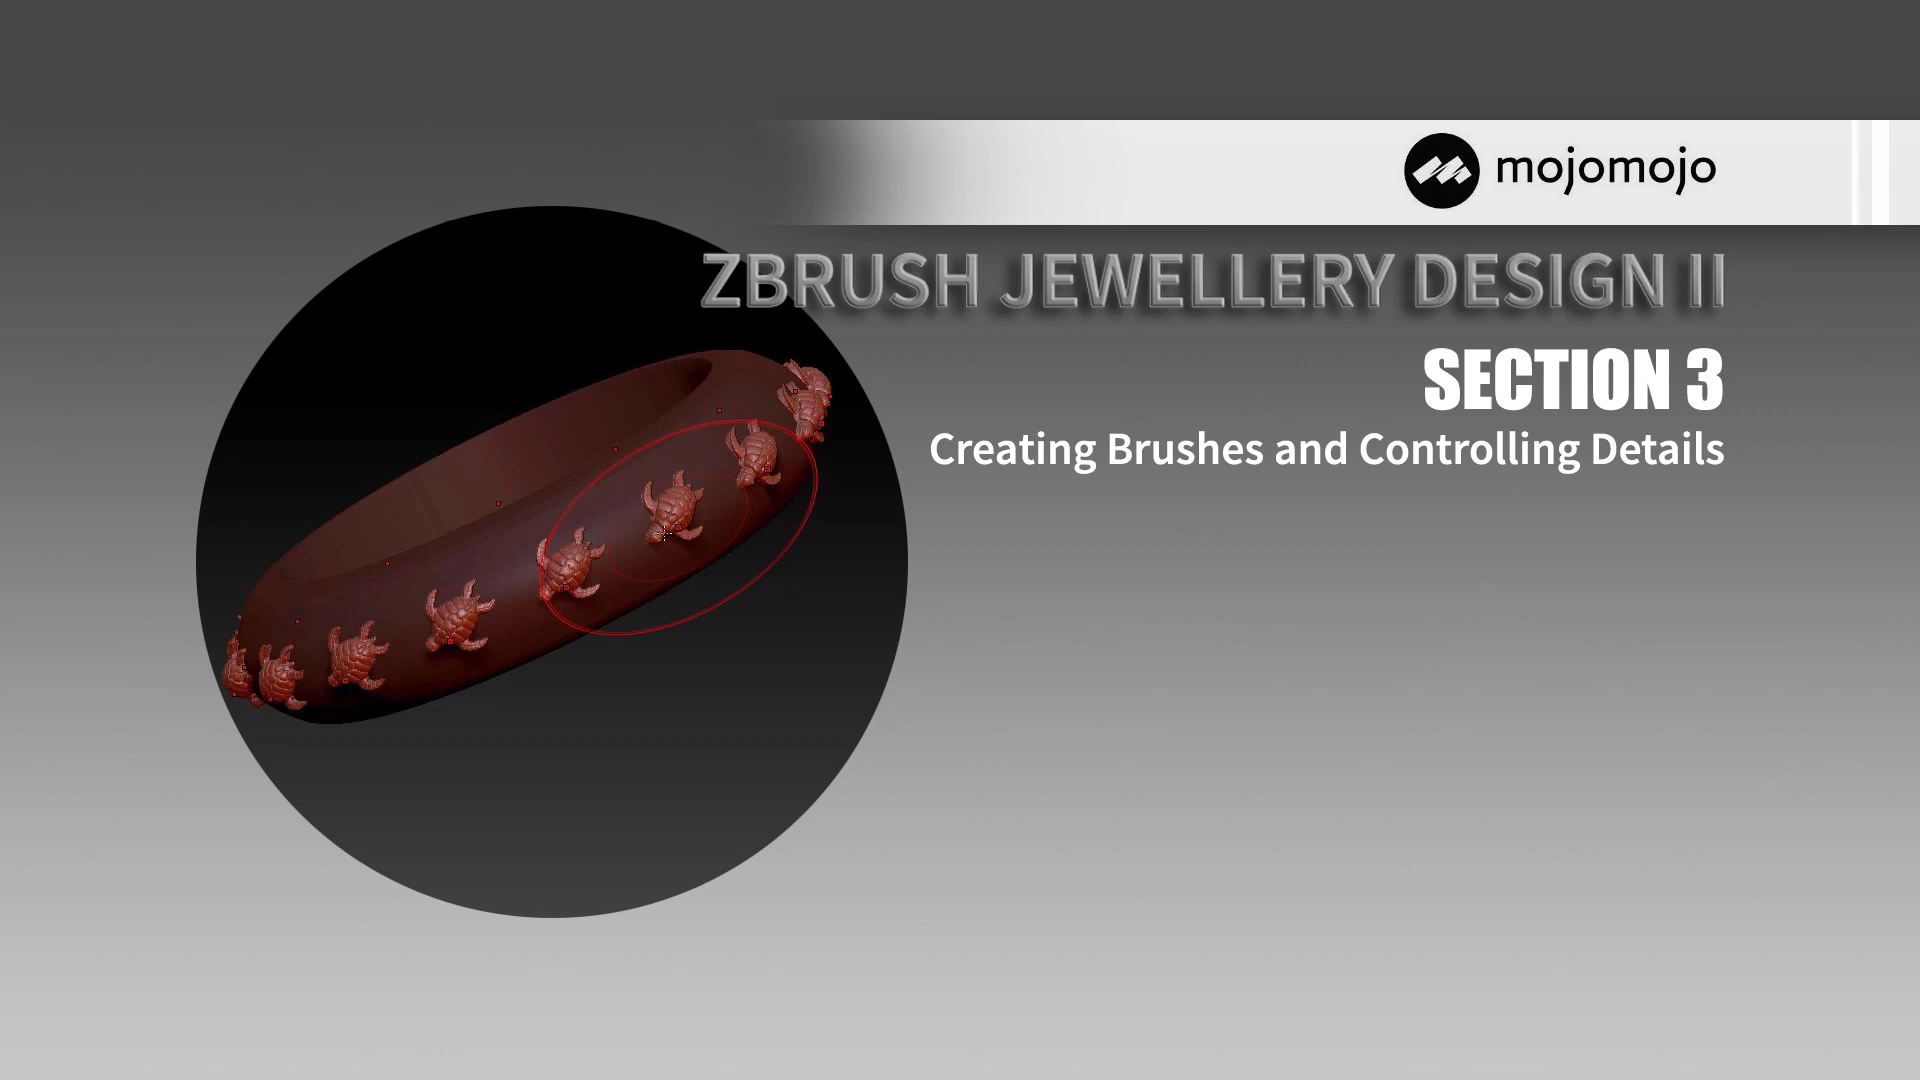 mojomojo
ZBRUSH JEWELLERY DESIGN II
SECTION 3
Creating Brushes and Controlling Details